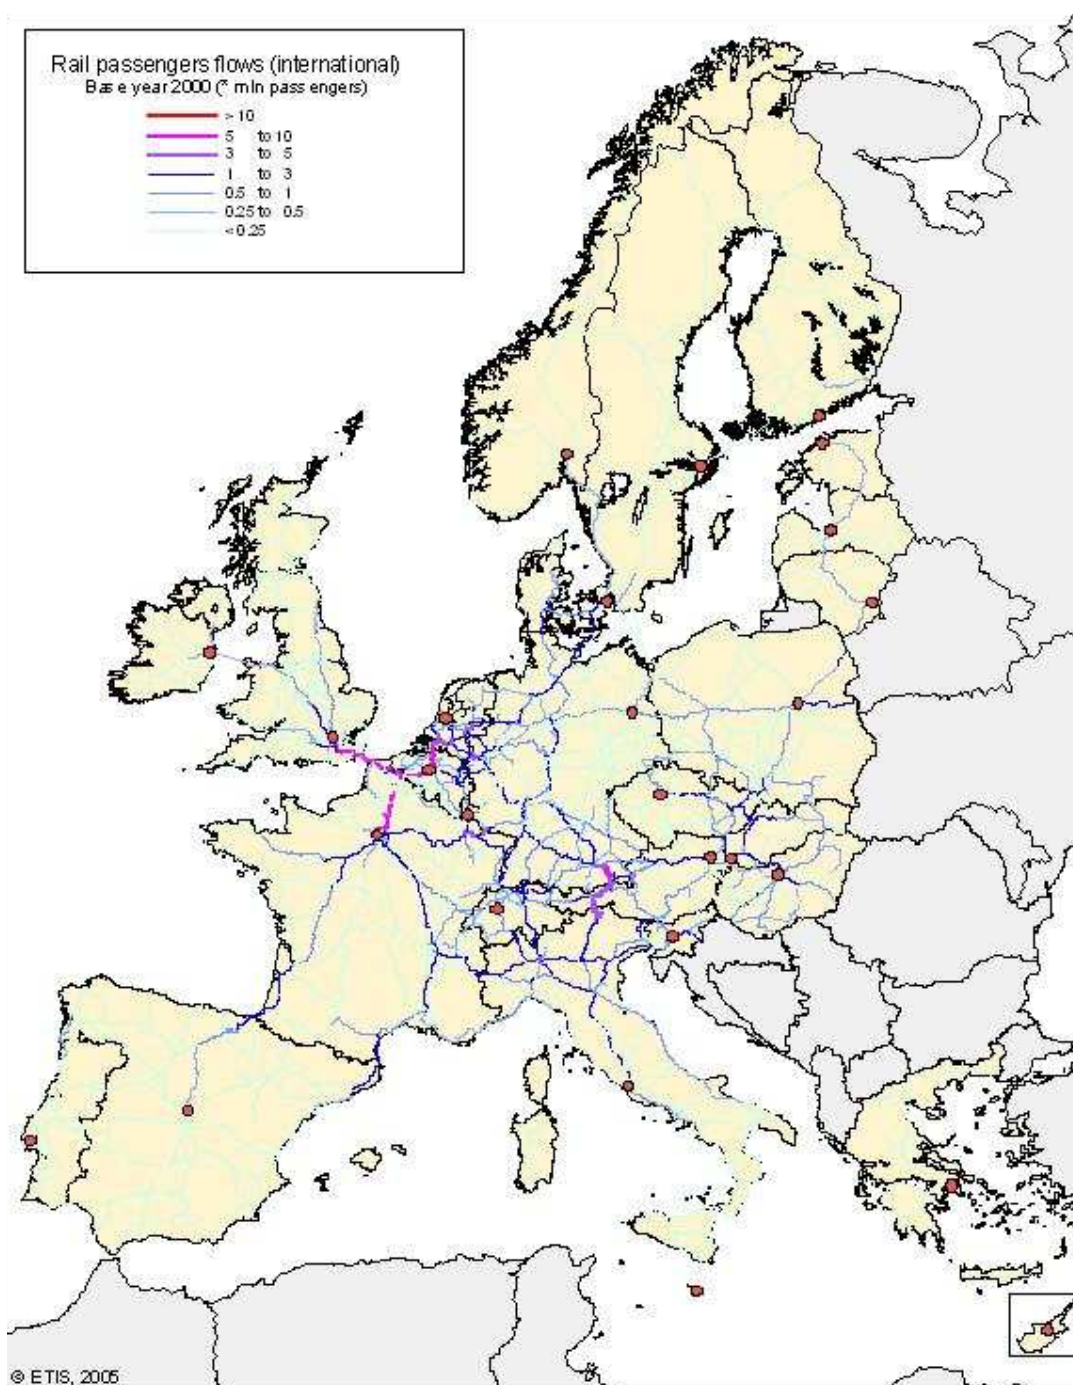 Rail passengers flows (international)
Base year 2000 (* mln passengers)
> 10
5 to 10
3 to 5
1 to 3
0.5 to 1
0.25 to 0.5
< 0.25
© ETIS, 2005